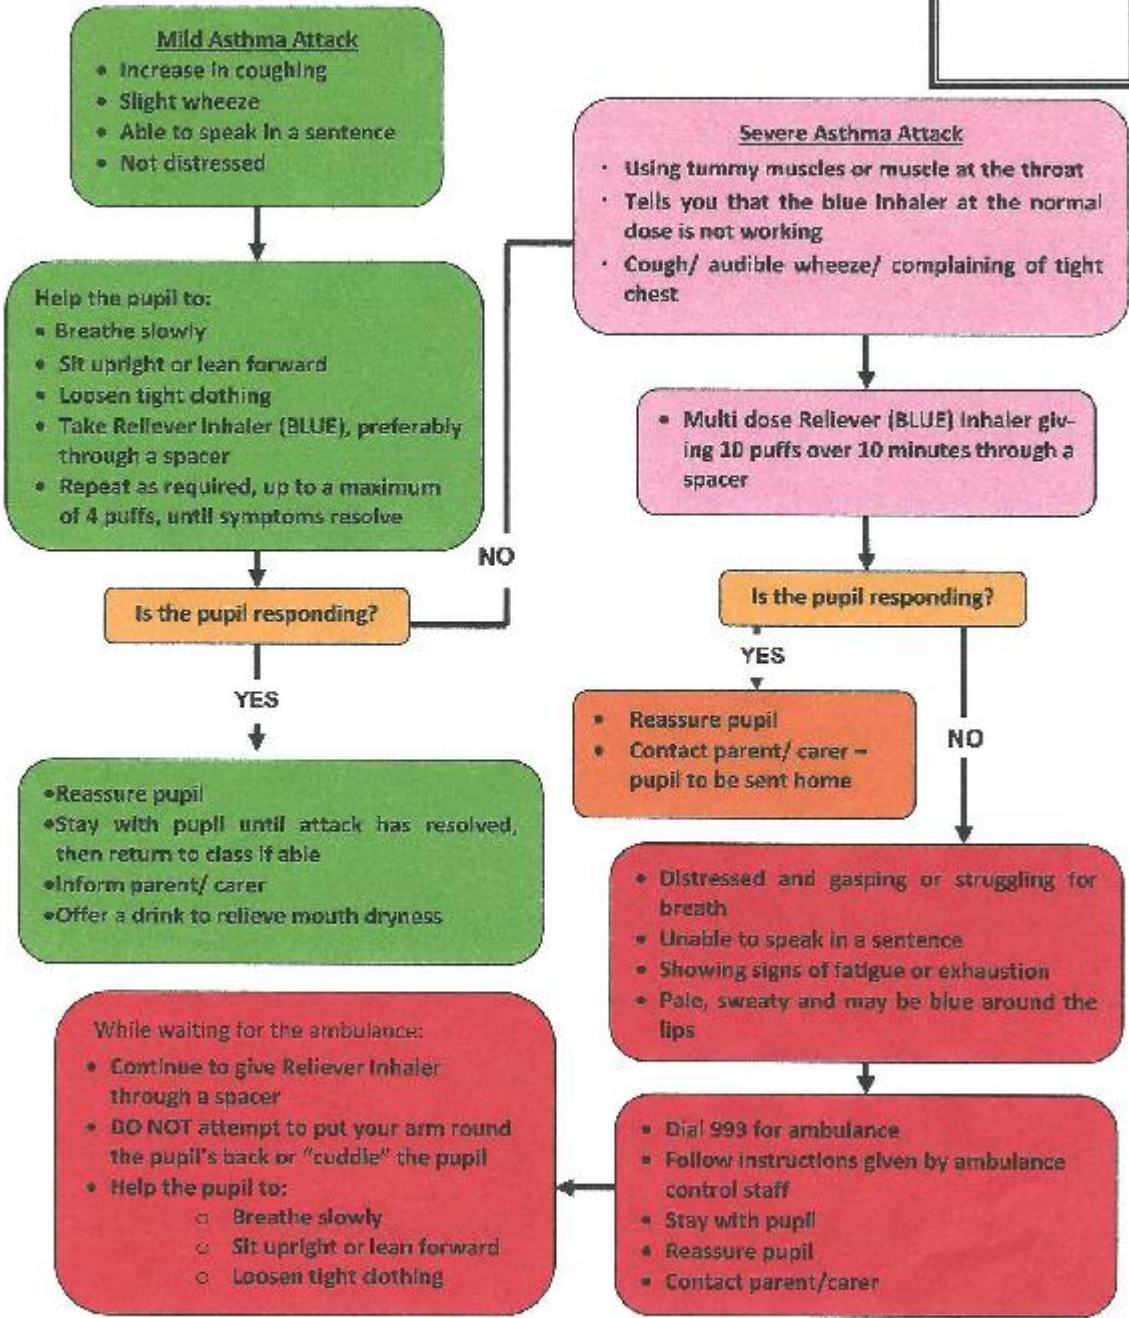 Mild Asthma Attack
• Increase in coughing
• Slight wheeze
• Able to speak in a sentence
• Not distressed
Help the pupil to:
• Breathe slowly
• Sit upright or lean forward
• Loosen tight clothing
• Take Reliever Inhaler (BLUE), preferably
through a spacer
• Repeat as required, up to a maximum
of 4 puffs, until symptoms resolve
Is the pupil responding?
NO
YES
•Reassure pupil
•Stay with pupil until attack has resolved,
then return to class if able
•Inform parent/ carer
•Offer a drink to relieve mouth dryness
Severe Asthma Attack
· Using tummy muscles or muscle at the throat
· Tells you that the blue inhaler at the normal
dose is not working
· Cough/ audible wheeze/ complaining of tight
chest
• Multi dose Reliever (BLUE) Inhaler giv-
ing 10 puffs over 10 minutes through a
spacer
Is the pupil responding?
YES
NO
• Reassure pupil
• Contact parent/ carer –
pupil to be sent home
• Distressed and gasping or struggling for
breath
• Unable to speak in a sentence
• Showing signs of fatigue or exhaustion
• Pale, sweaty and may be blue around the
lips
• Dial 999 for ambulance
• Follow instructions given by ambulance
control staff
• Stay with pupil
• Reassure pupil
• Contact parent/carer
While waiting for the ambulance:
• Continue to give Reliever Inhaler
through a spacer
• DO NOT attempt to put your arm round
the pupil's back or "cuddle" the pupil
• Help the pupil to:
○ Breathe slowly
○ Sit upright or lean forward
○ Loosen tight clothing